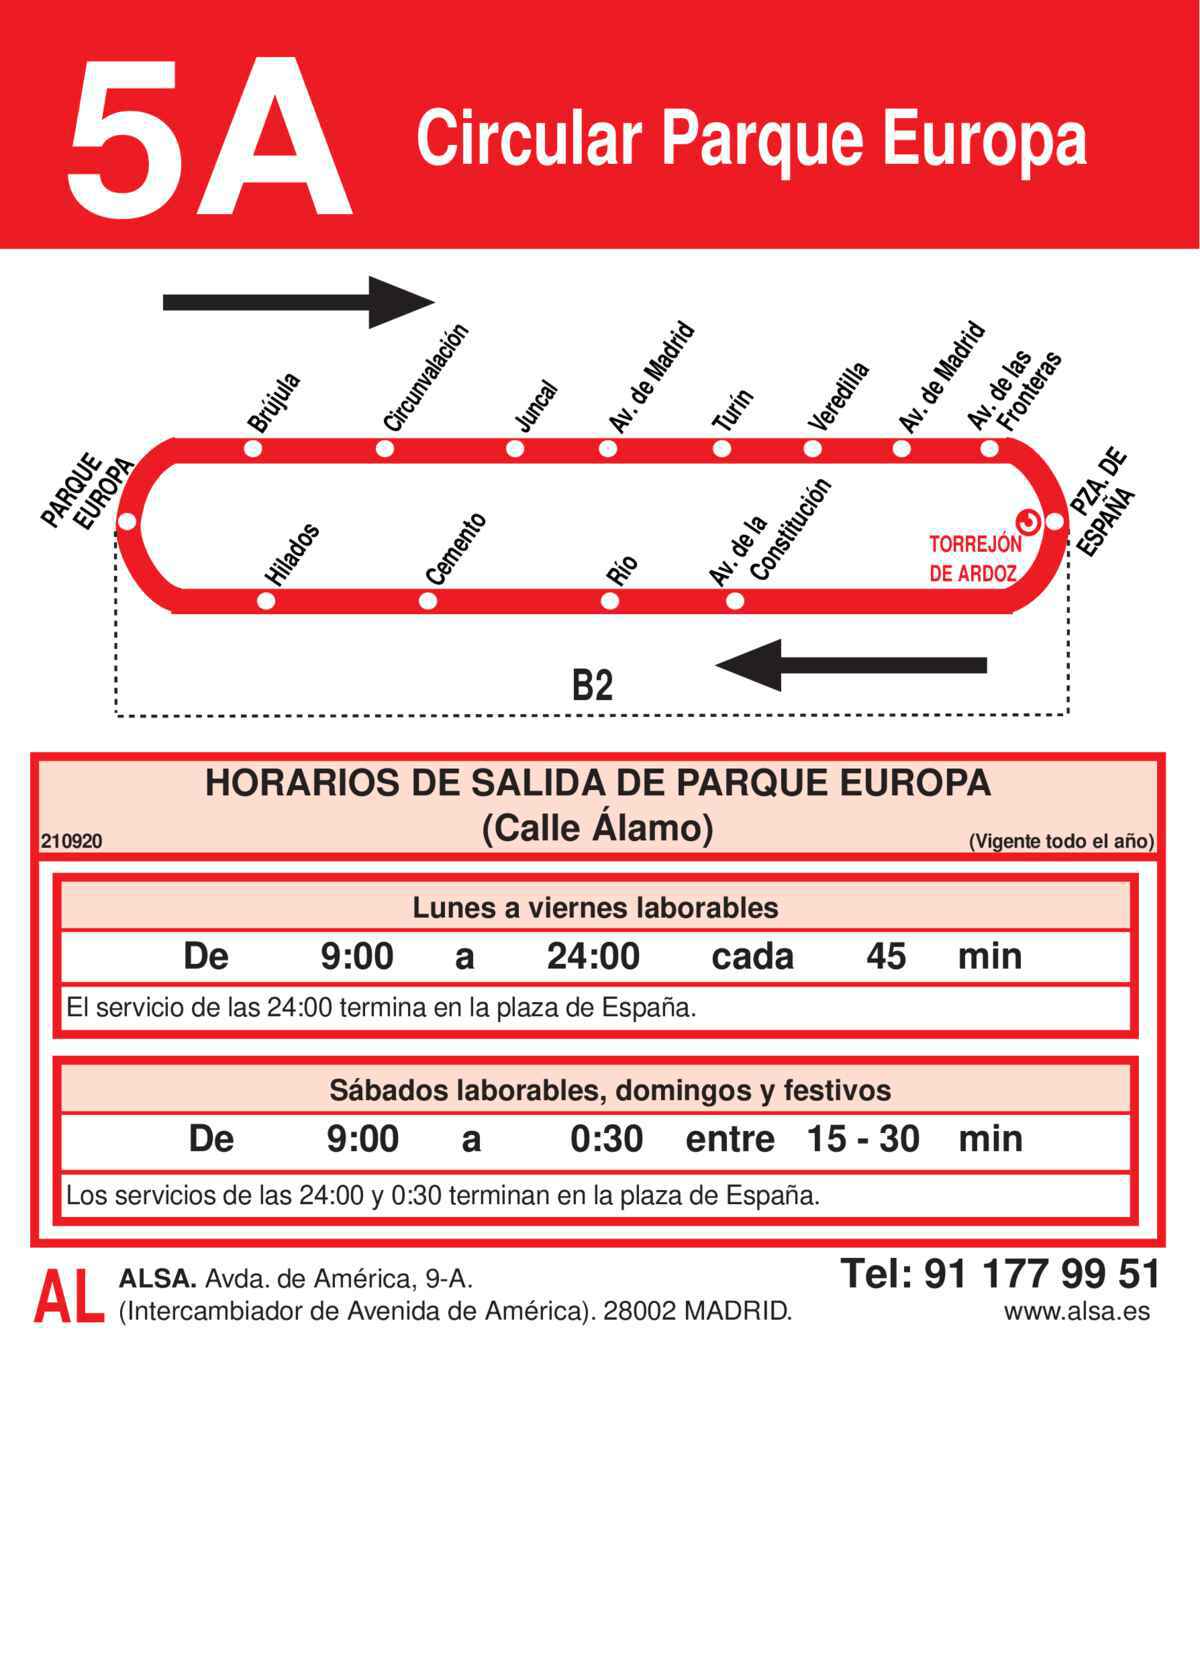 5A Circular Parque Europa
Brújula
Circunvalación
Juncal
Av. de Madrid
Turín
Veredilla
Av. de Madrid
Av. de las
Fronteras
PARQUE
EUROPA
PZA. DE
ESPAÑA
Hilados
Cemento
Río
Av. de la
Constitución
TORREJÓN
DE ARDOZ
B2
HORARIOS DE SALIDA DE PARQUE EUROPA
(Calle Álamo)
210920
(Vigente todo el año)
Lunes a viernes laborables
De 9:00 a 24:00 cada 45 min
El servicio de las 24:00 termina en la plaza de España.
Sábados laborables, domingos y festivos
De 9:00 a 0:30 entre 15 - 30 min
Los servicios de las 24:00 y 0:30 terminan en la plaza de España.
AL
ALSA. Avda. de América, 9-A.
(Intercambiador de Avenida de América). 28002 MADRID.
Tel: 91 177 99 51
www.alsa.es